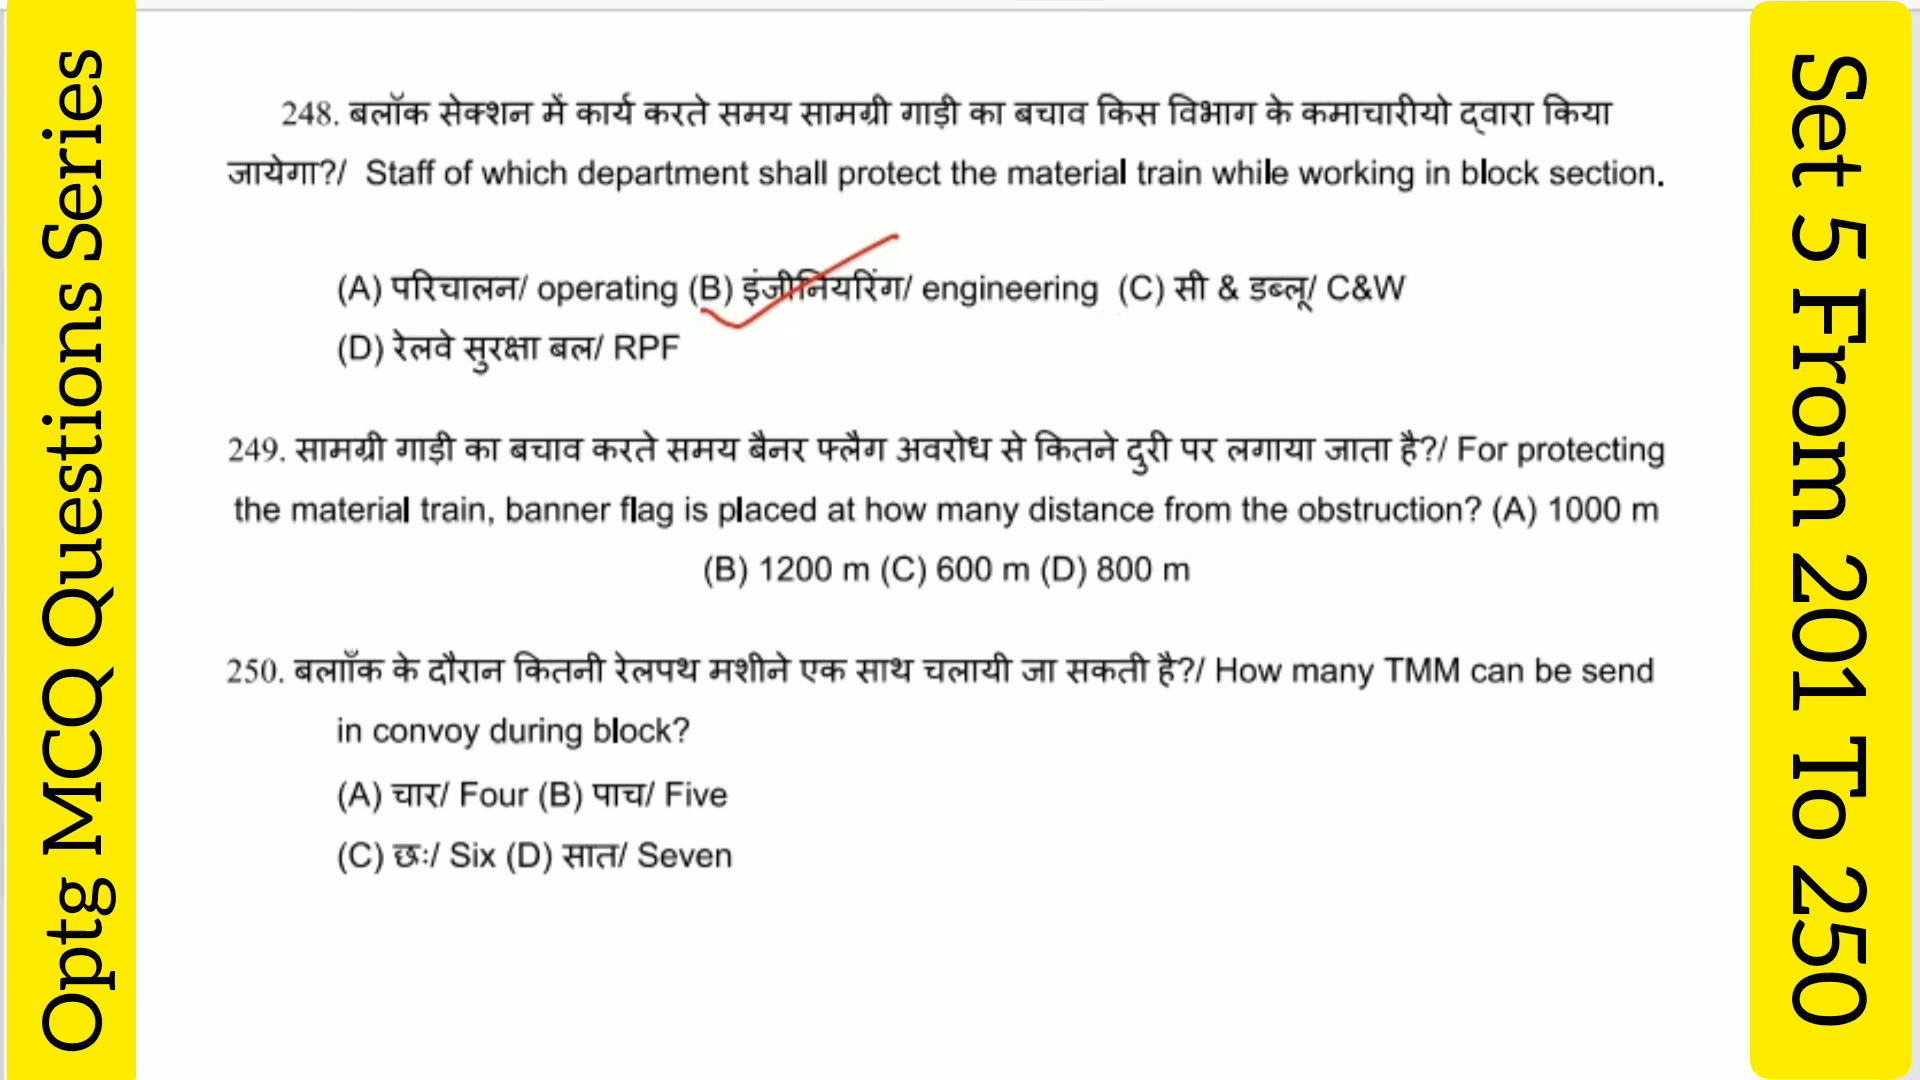 Optg MCQ Questions Series
248. बलॉक सेक्शन में कार्य करते समय सामग्री गाड़ी का बचाव किस विभाग के कमाचारीयो द्वारा किया
जायेगा?/ Staff of which department shall protect the material train while working in block section.
(A) परिचालन/ operating (B) इंजीनियरिंग/ engineering (C) सी & डब्लू/ C&W
(D) रेलवे सुरक्षा बल/ RPF
249. सामग्री गाड़ी का बचाव करते समय बैनर फ्लैग अवरोध से कितने दुरी पर लगाया जाता है?/ For protecting
the material train, banner flag is placed at how many distance from the obstruction? (A) 1000 m
(B) 1200 m (C) 600 m (D) 800 m
250. बलाॅक के दौरान कितनी रेलपथ मशीने एक साथ चलायी जा सकती है?/ How many TMM can be send
in convoy during block?
(A) चार/ Four (B) पाच/ Five
(C) छः/ Six (D) सात/ Seven
Set 5 From 201 To 250